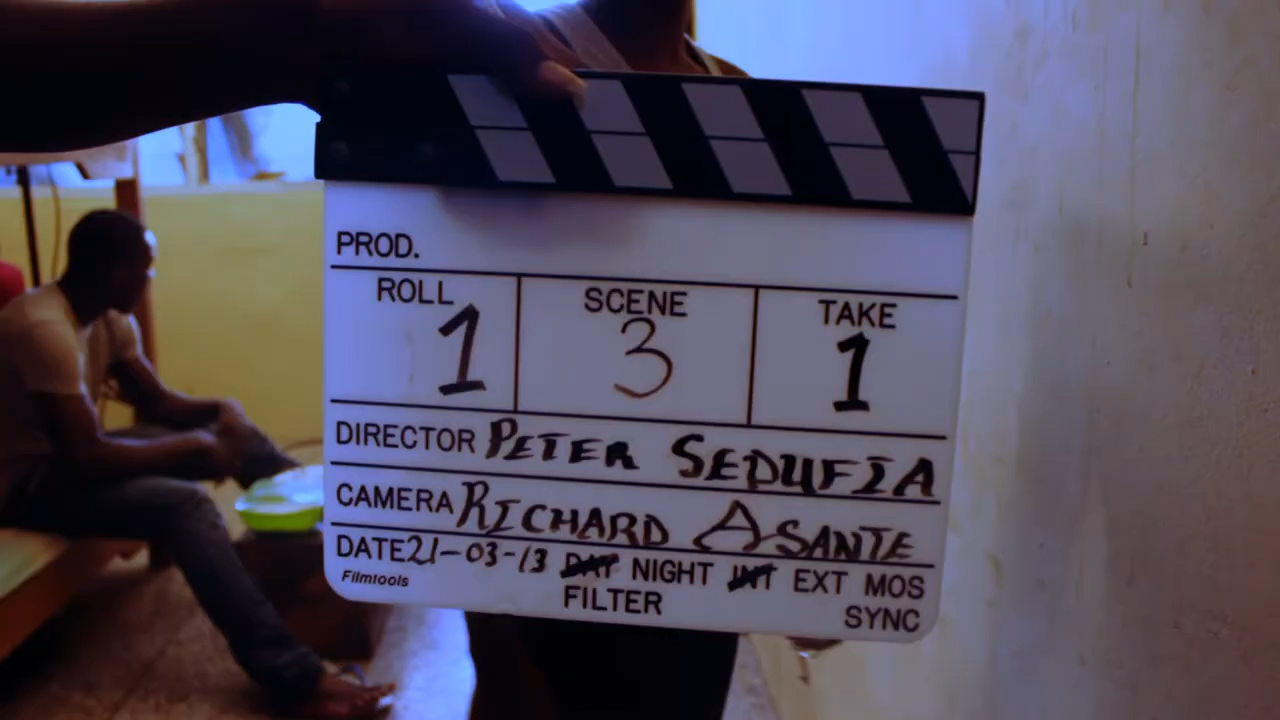 PROD.
ROLL SCENE TAKE
1 3 1
DIRECTOR PETER SEDUFIA
CAMERA RICHARD ASANTE
DATE 21-03-13 DAY NIGHT INT EXT MOS
Filmtools FILTER SYNC